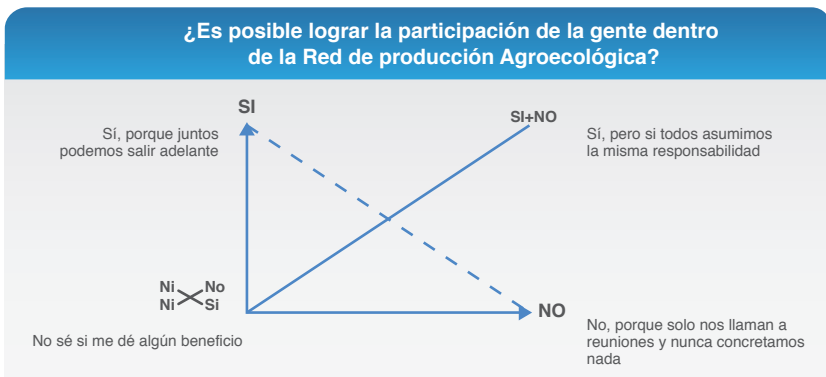 ¿Es posible lograr la participación de la gente dentro
de la Red de producción Agroecológica?
SI
Sí, porque juntos
podemos salir adelante
SI+NO
Sí, pero si todos asumimos
la misma responsabilidad
Ni No
Ni Si
No sé si me dé algún beneficio
NO
No, porque solo nos llaman a
reuniones y nunca concretamos
nada